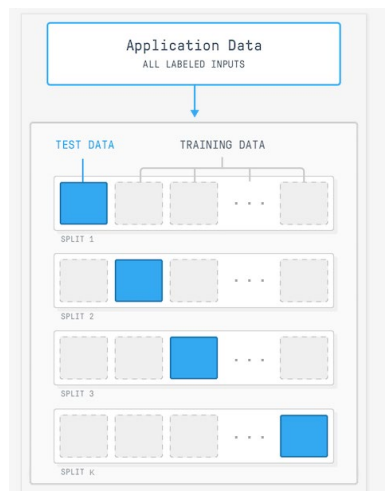 Application Data
ALL LABELED INPUTS
TEST DATA
TRAINING DATA
. . .
SPLIT 1
. . .
SPLIT 2
. . .
SPLIT 3
. . .
SPLIT K